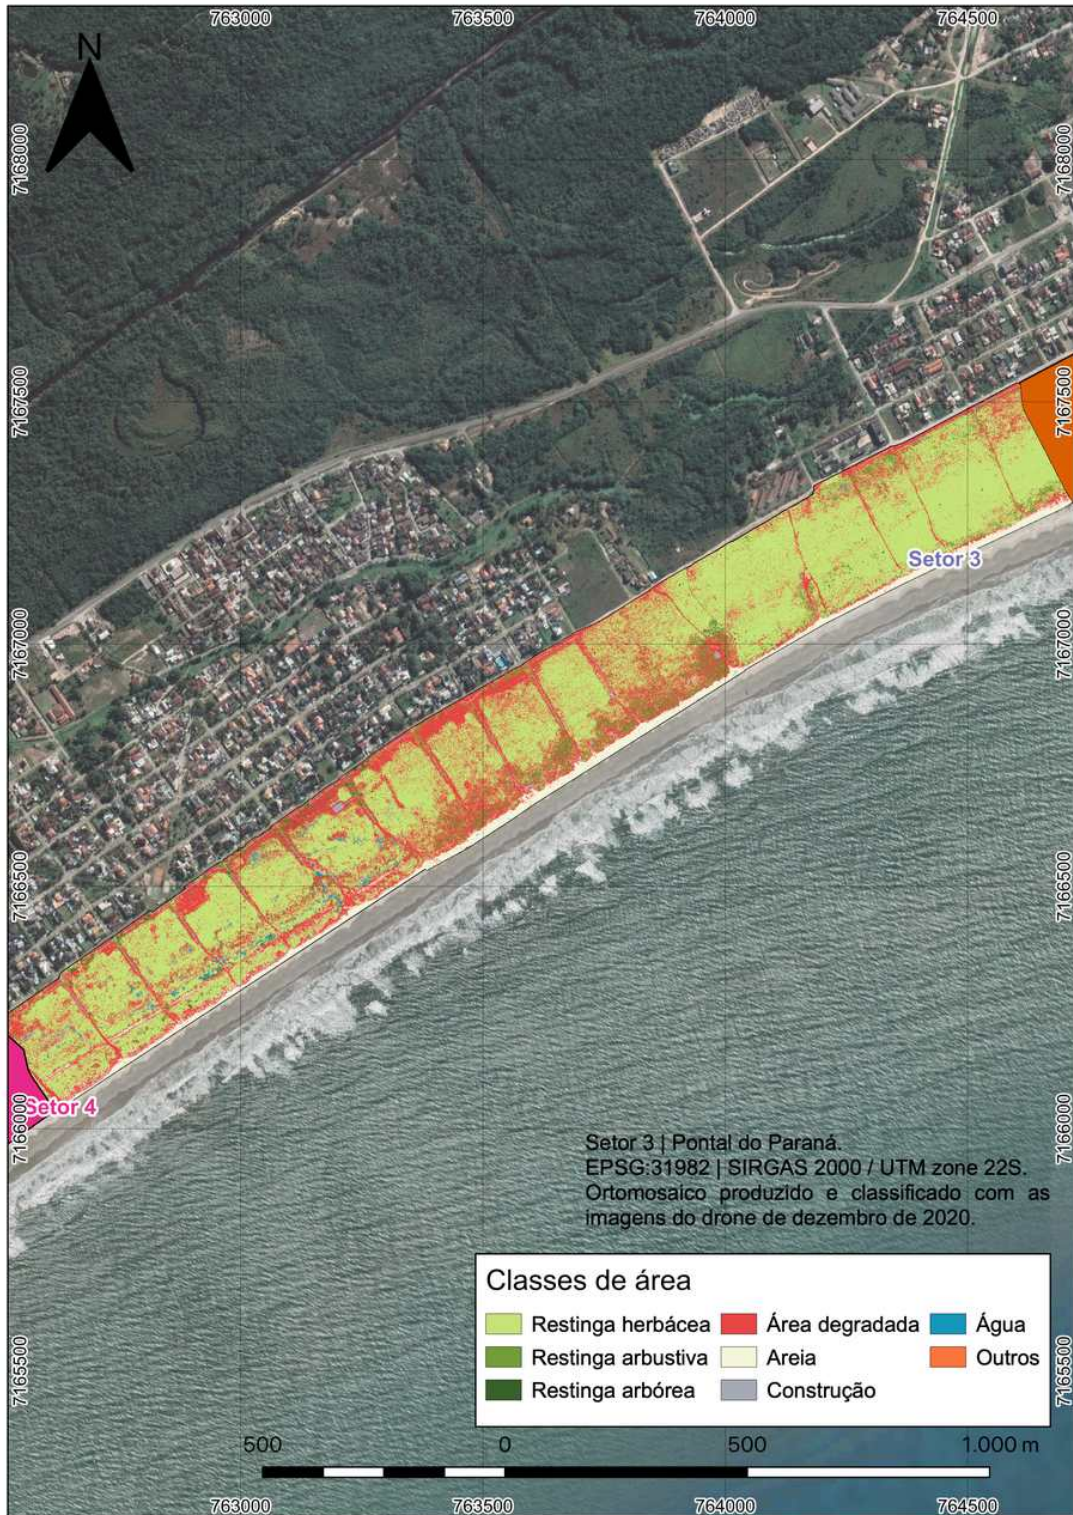 763000 763500 764000 764500
N
7168000 7168000
7167500 7167500
Setor 3
7167000 7167000
7166500 7166500
Setor 4
7166000 7166000
Setor 3 | Pontal do Paraná.
EPSG:31982 | SIRGAS 2000 / UTM zone 22S.
Ortomosaico produzido e classificado com as
imagens do drone de dezembro de 2020.
Classes de área
Restinga herbácea Área degradada Água
Restinga arbustiva Areia Outros
Restinga arbórea Construção
7165500 7165500
500 0 500 1.000 m
763000 763500 764000 764500